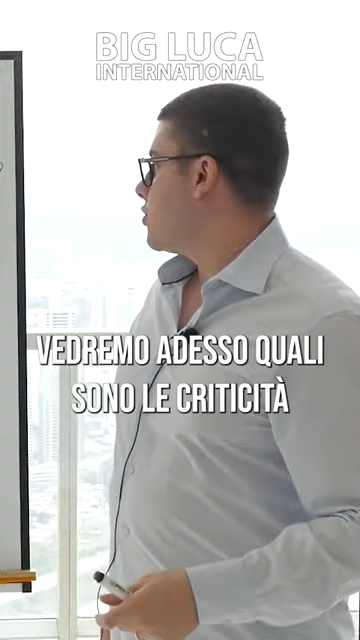 BIG LUCA
INTERNATIONAL
VEDREMO ADESSO QUALI
SONO LE CRITICITÀ